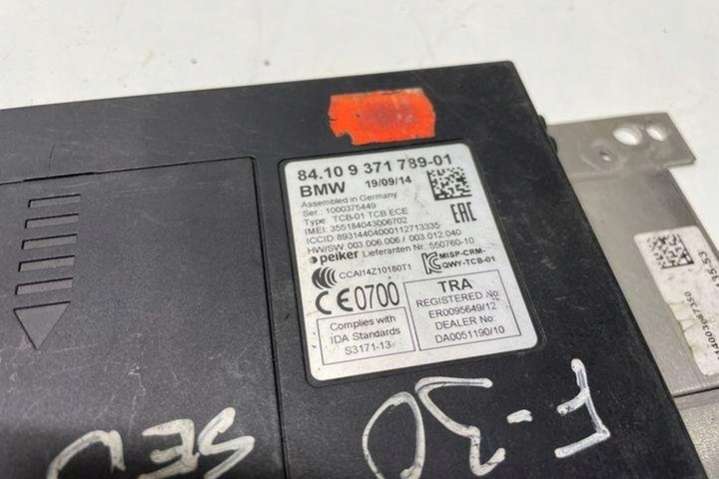 84.10 9 371 789-01
BMW 19/09/14
Assembled in Germany
Ser.: 1000375449
Type: TCB-01 TCB ECE
IMEI: 355184043006702
ICCID: 89314404000112713335
HW/SW: 003.006.006 / 003.012.040
peiker Lieferanten Nr. 550760-10
EAC
MISP-CRM-
QWY-TCB-01
CCAI14Z10180T1
CE0700
Complies with
IDA Standards
S3171-13
TRA
REGISTERED No:
ER0095649/12
DEALER No:
DA0051190/10
F-30